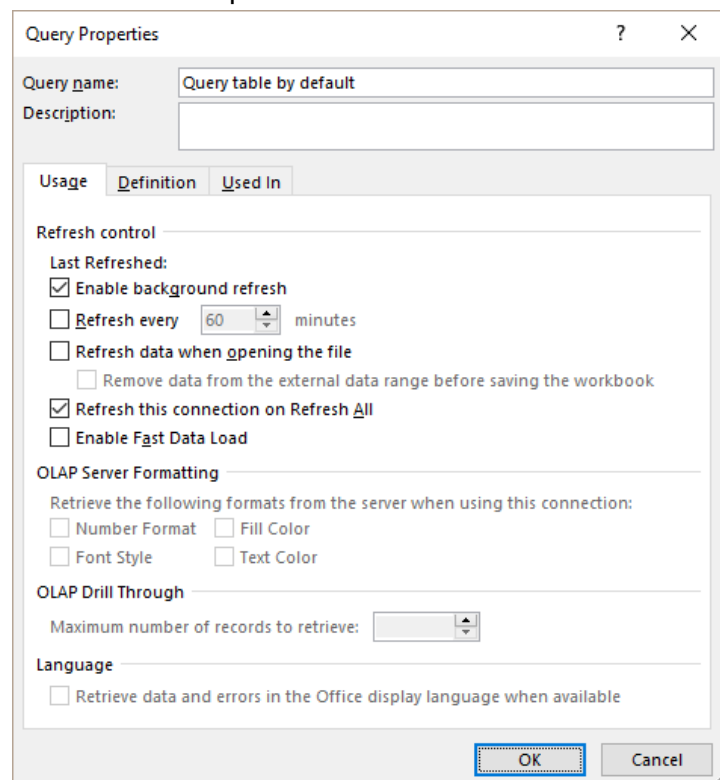 Query Properties ? ×
Query name: Query table by default
Description:
Usage Definition Used In
Refresh control
Last Refreshed:
Enable background refresh
Refresh every 60 minutes
Refresh data when opening the file
Remove data from the external data range before saving the workbook
Refresh this connection on Refresh All
Enable Fast Data Load
OLAP Server Formatting
Retrieve the following formats from the server when using this connection:
Number Format Fill Color
Font Style Text Color
OLAP Drill Through
Maximum number of records to retrieve:
Language
Retrieve data and errors in the Office display language when available
OK Cancel